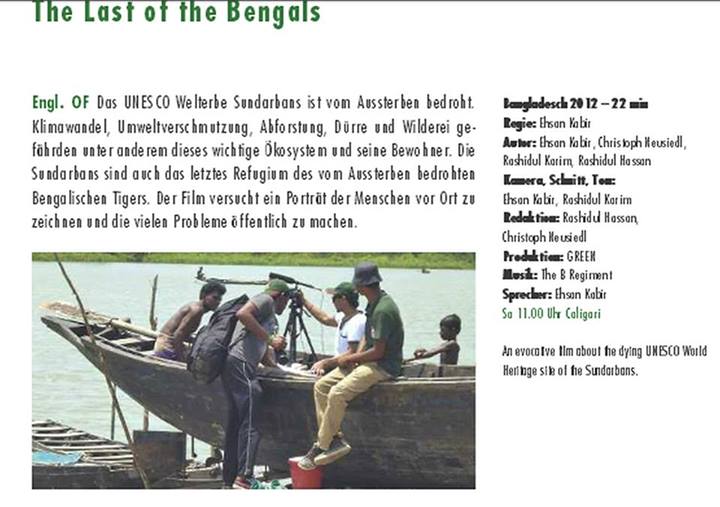 The Last of the Bengals
Engl. OF Das UNESCO Welterbe Sundarbans ist vom Aussterben bedroht.
Klimawandel, Umweltverschmutzung, Abforstung, Dürre und Wilderei ge-
fährden unter anderem dieses wichtige Ökosystem und seine Bewohner. Die
Sundarbans sind auch das letztes Refugium des vom Aussterben bedrohten
Bengalischen Tigers. Der Film versucht ein Porträt der Menschen vor Ort zu
zeichnen und die vielen Probleme öffentlich zu machen.
Bangladesch 2012 – 22 min
Regie: Ehsan Kabir
Autor: Ehsan Kabir, Christoph Neusiedl,
Rashidul Karim, Rashidul Hassan
Kamera, Schnitt, Ton:
Ehsan Kabir, Rashidul Karim
Redaktion: Rashidul Hassan,
Christoph Neusiedl
Produktion: GREEN
Musik: The B Regiment
Sprecher: Ehsan Kabir
Sa 11.00 Uhr Caligari
An evocative film about the dying UNESCO World
Heritage site of the Sundarbans.